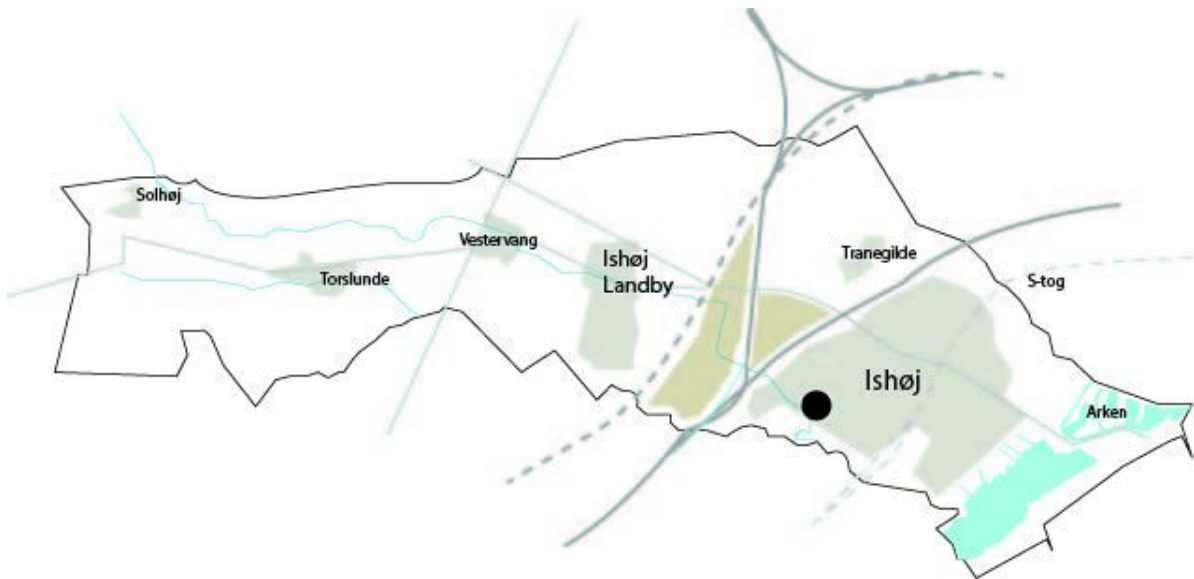 Solhøj
Vestervang
Torslunde
Ishøj
Landby
Tranegilde
S-tog
Ishøj
Arken